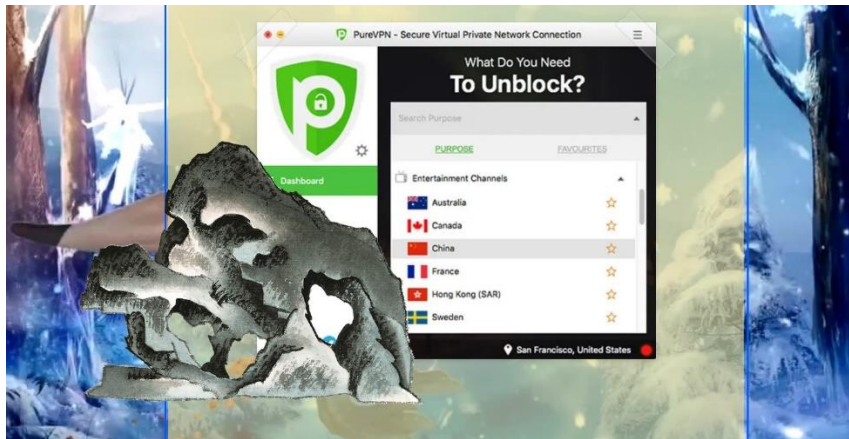 PureVPN - Secure Virtual Private Network Connection
What Do You Need
To Unblock?
Search Purpose
PURPOSE
FAVOURITES
Dashboard
Entertainment Channels
Australia
Canada
China
France
Hong Kong (SAR)
Sweden
San Francisco, United States